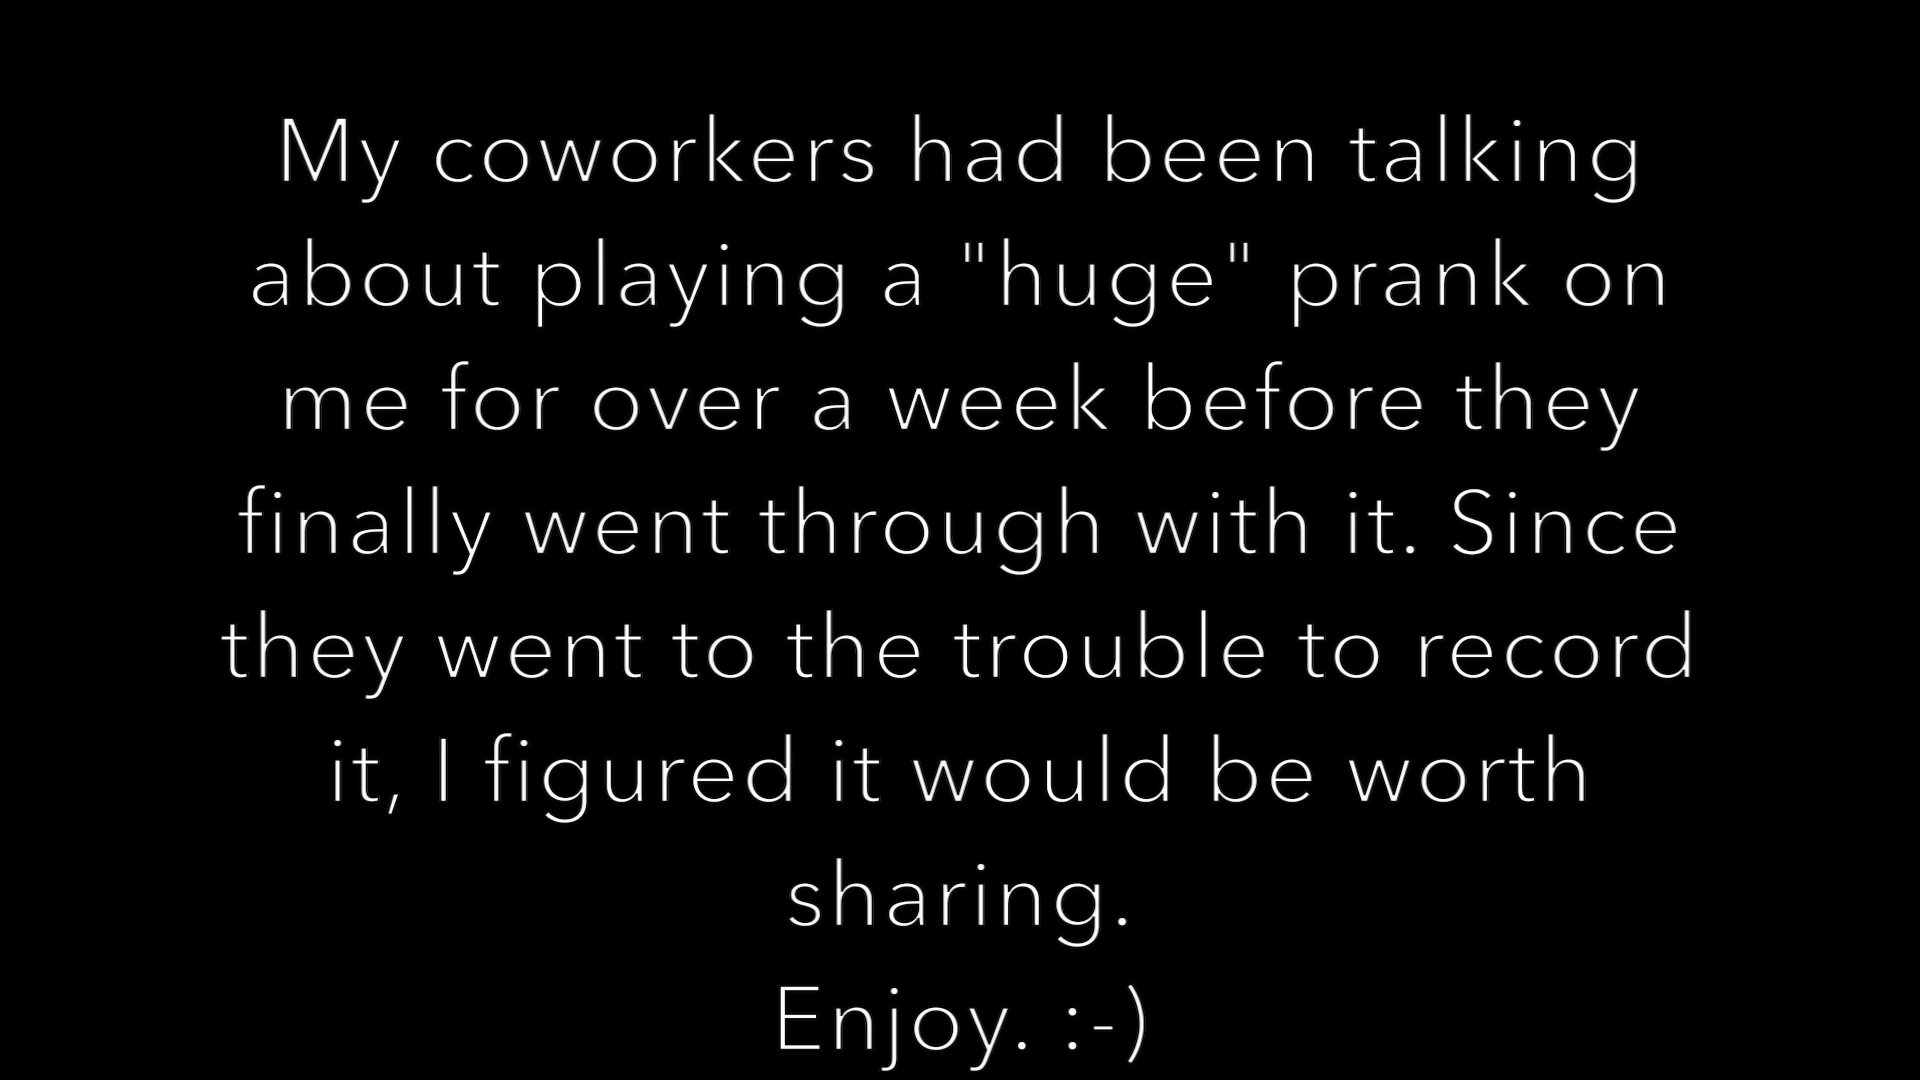 My coworkers had been talking
about playing a "huge" prank on
me for over a week before they
finally went through with it. Since
they went to the trouble to record
it, I figured it would be worth
sharing.
Enjoy. :-)